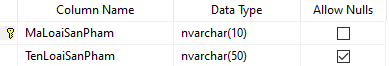 Column Name Data Type Allow Nulls
MaLoaiSanPham nvarchar(10)
TenLoaiSanPham nvarchar(50)